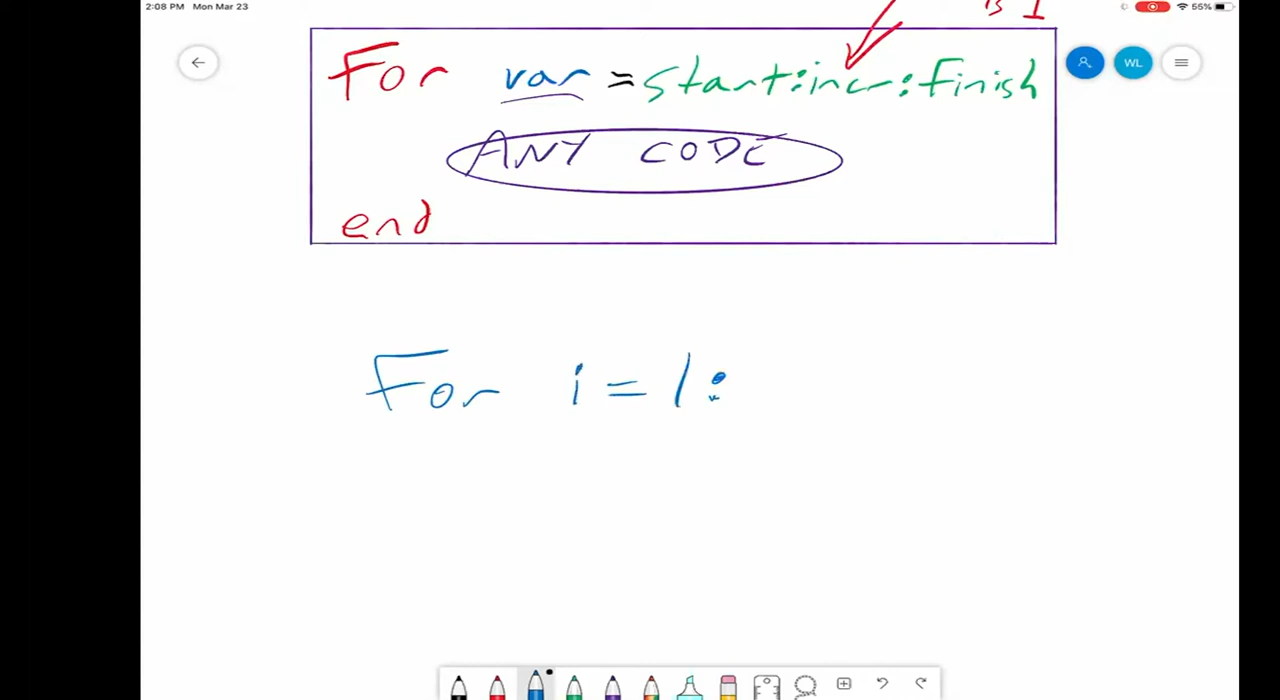 2:08 PM Mon Mar 23
55%
is 1
For var = start:incr:finish
WL
ANY CODE
end
For i = 1: